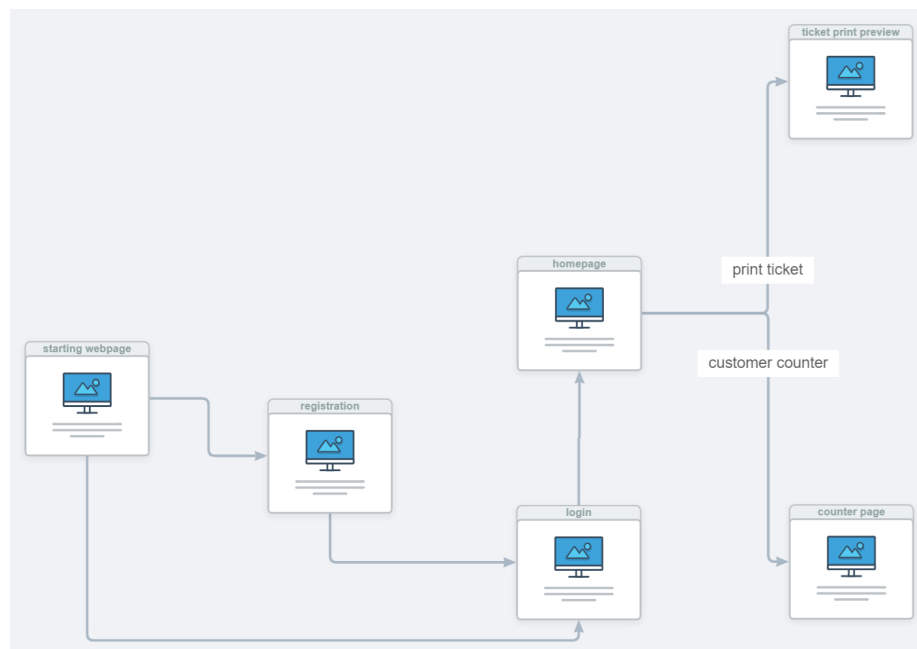 ticket print preview
print ticket
homepage
customer counter
starting webpage
registration
login
counter page